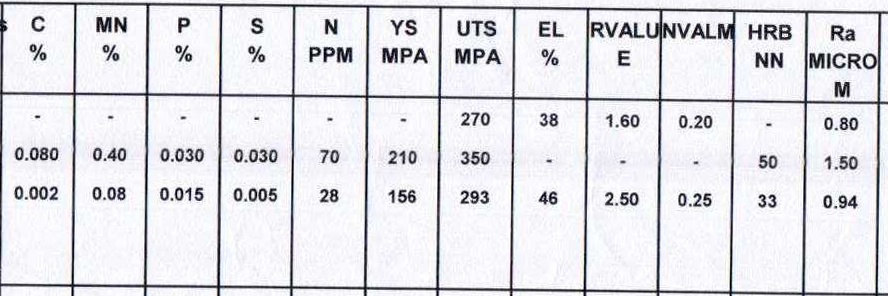 s C MN P S N YS UTS EL RVALU NVALM HRB Ra
% % % % PPM MPA MPA % E NN MICRO
M
- - - - - - 270 38 1.60 0.20 - 0.80
0.080 0.40 0.030 0.030 70 210 350 - - - 50 1.50
0.002 0.08 0.015 0.005 28 156 293 46 2.50 0.25 33 0.94